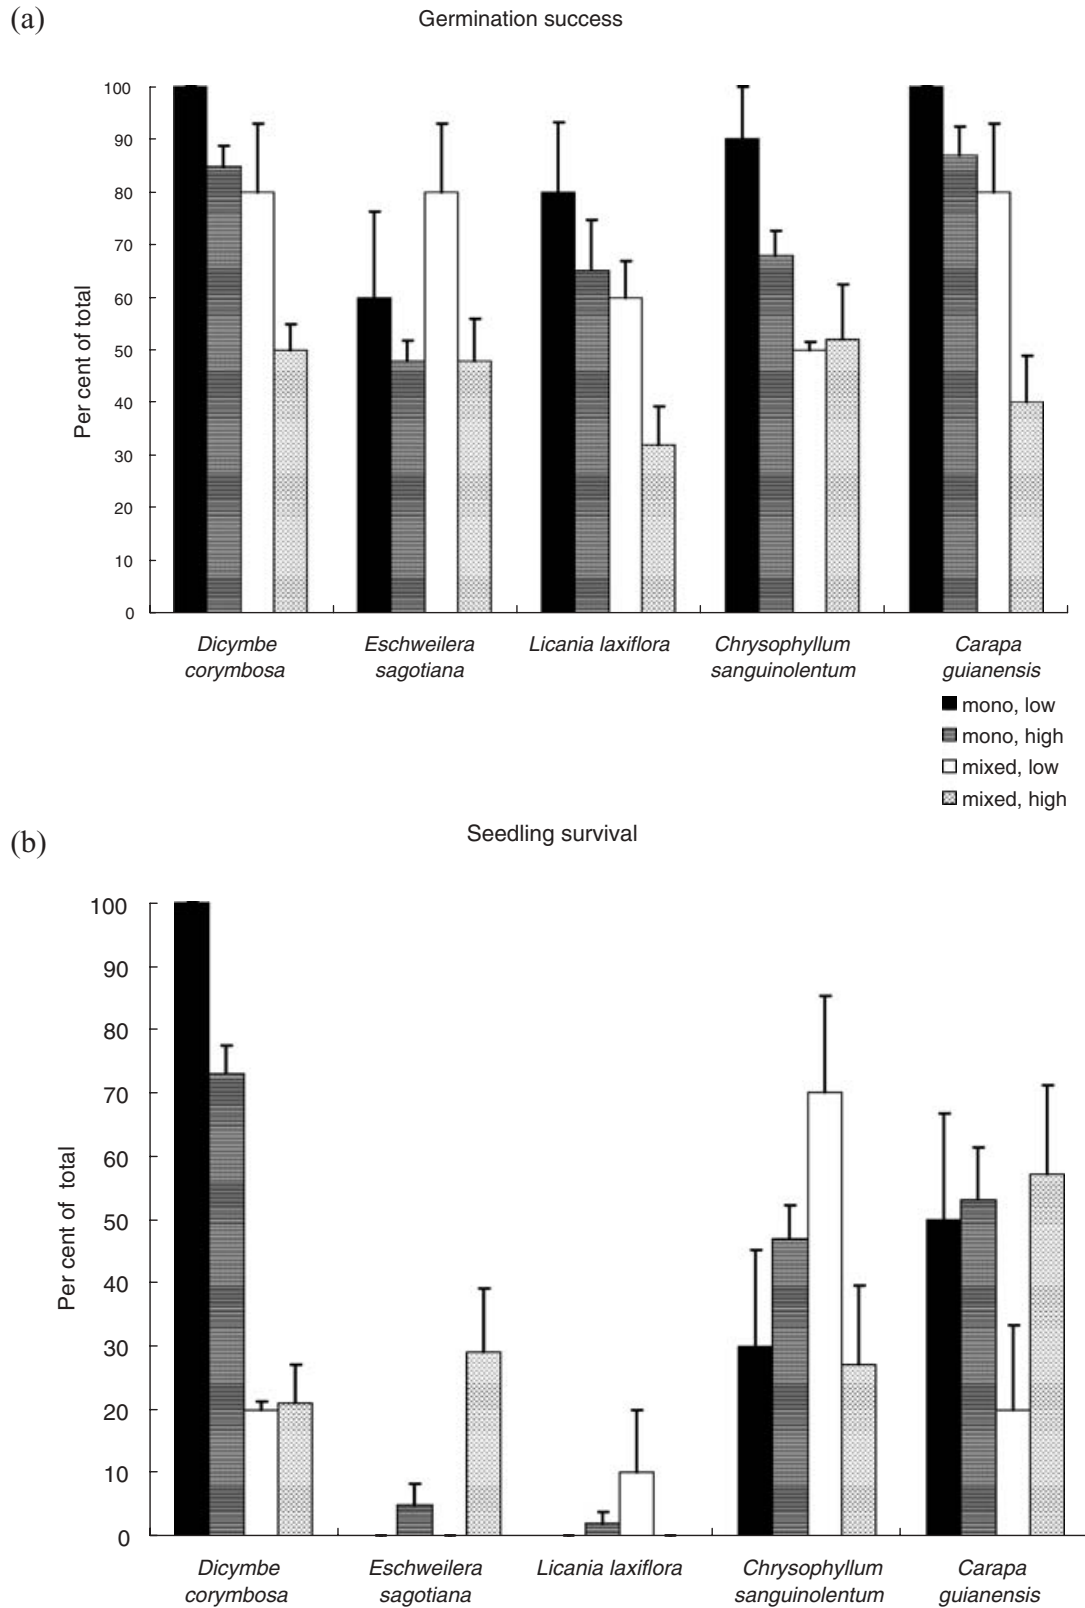 (a)
Germination success
Per cent of total
100
90
80
70
60
50
40
30
20
10
0
Dicymbe corymbosa
Eschweilera sagotiana
Licania laxiflora
Chrysophyllum sanguinolentum
Carapa guianensis
mono, low
mono, high
mixed, low
mixed, high
(b)
Seedling survival
Per cent of total
100
90
80
70
60
50
40
30
20
10
0
Dicymbe corymbosa
Eschweilera sagotiana
Licania laxiflora
Chrysophyllum sanguinolentum
Carapa guianensis